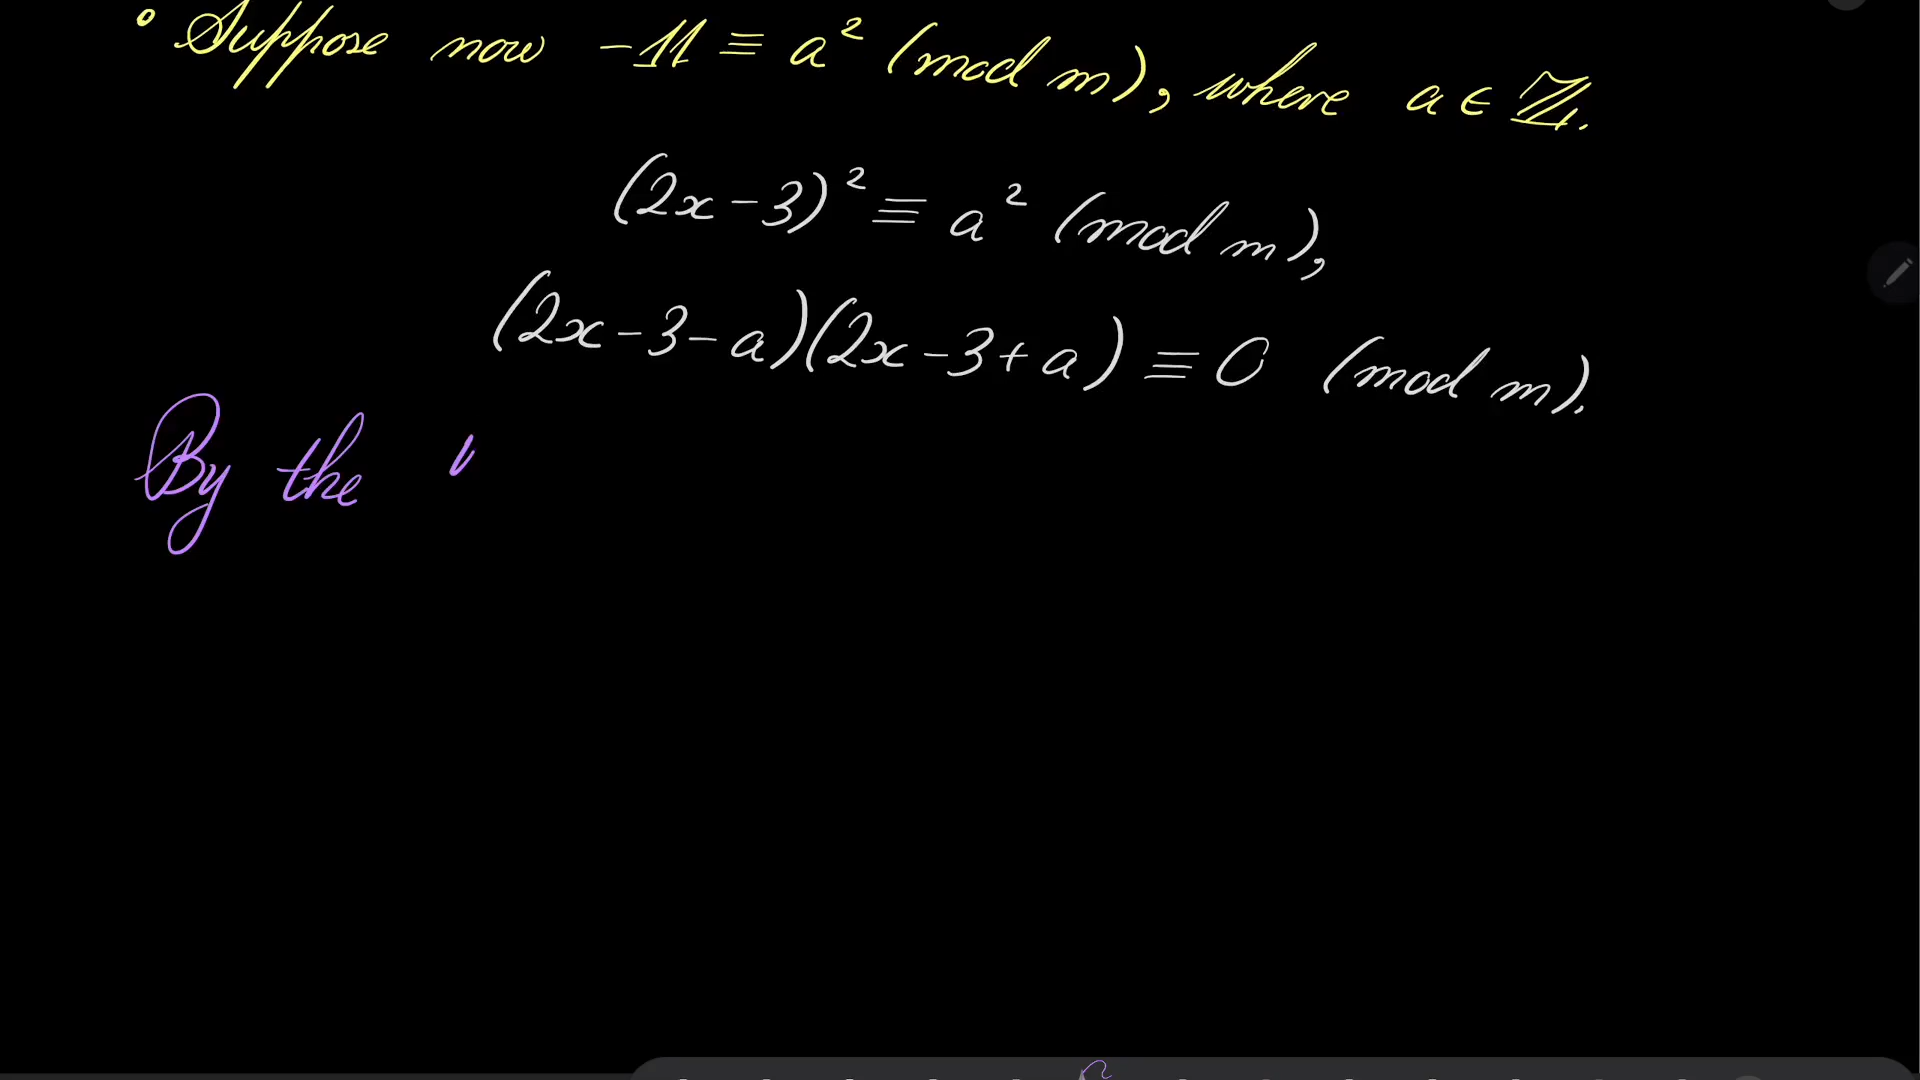 • Suppose now -11 ≡ a² (mod m), where a ∈ ℤ.
(2x-3)² ≡ a² (mod m),
(2x-3-a)(2x-3+a) ≡ 0 (mod m).
By the